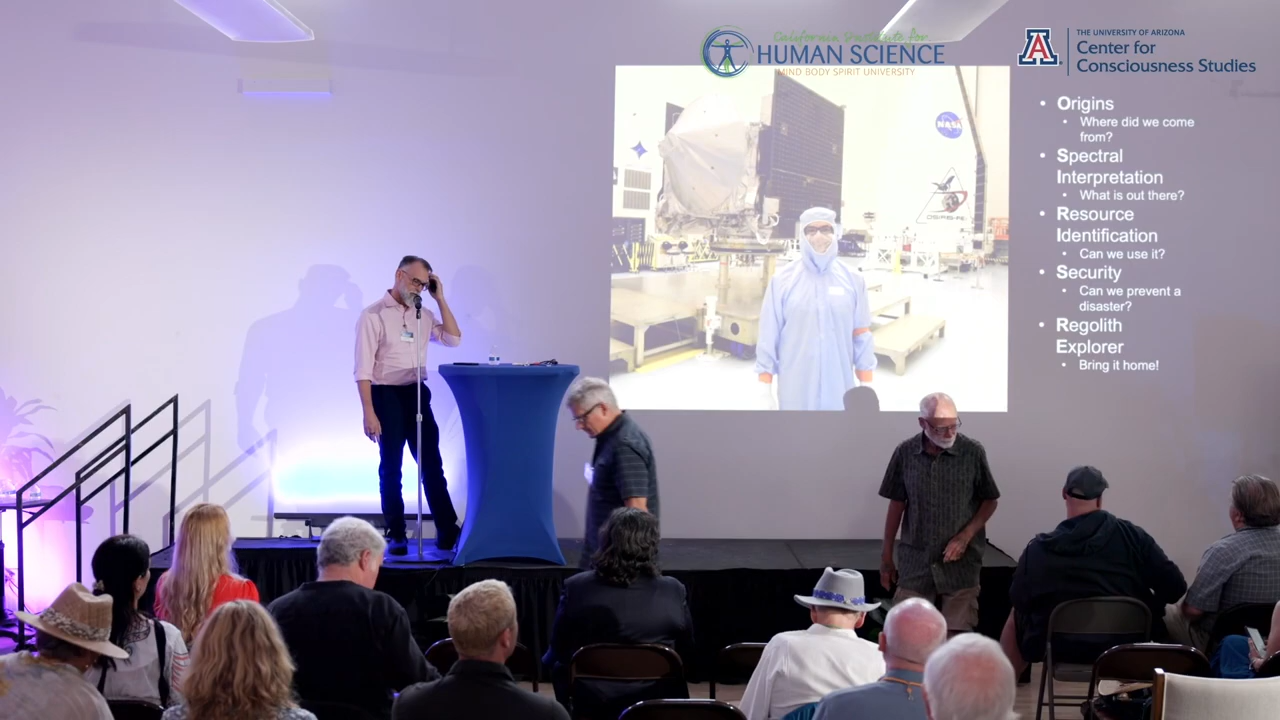 California Institute for
HUMAN SCIENCE
MIND BODY SPIRIT UNIVERSITY
A
THE UNIVERSITY OF ARIZONA
Center for
Consciousness Studies
NASA
OSIRIS-REx
• Origins
• Where did we come
from?
• Spectral
Interpretation
• What is out there?
• Resource
Identification
• Can we use it?
• Security
• Can we prevent a
disaster?
• Regolith
Explorer
• Bring it home!